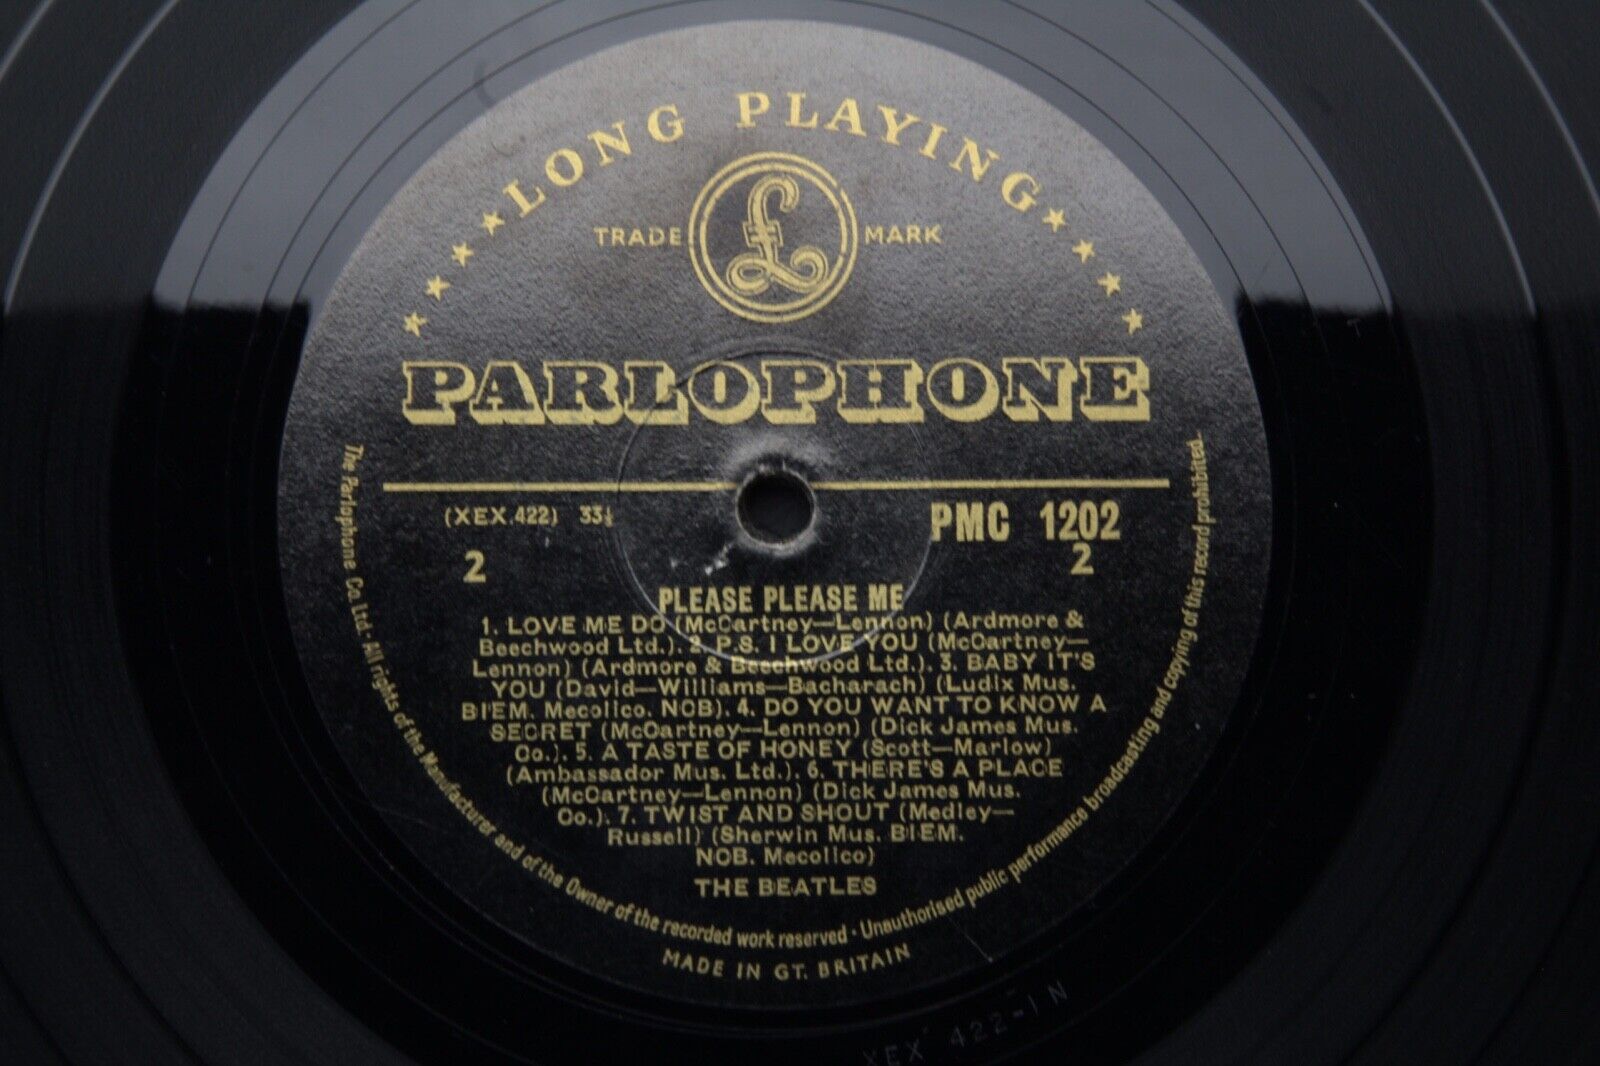 LONG PLAYING
TRADE £ MARK
PARLOPHONE
(XEX.422) 33⅓
PMC 1202
2
2
PLEASE PLEASE ME
1. LOVE ME DO (McCartney—Lennon) (Ardmore &
Beechwood Ltd.). 2. P.S. I LOVE YOU (McCartney—
Lennon) (Ardmore & Beechwood Ltd.). 3. BABY IT'S
YOU (David—Williams—Bacharach) (Ludix Mus.
BIEM. Mecolico. NCB). 4. DO YOU WANT TO KNOW A
SECRET (McCartney—Lennon) (Dick James Mus.
Co.). 5. A TASTE OF HONEY (Scott—Marlow)
(Ambassador Mus. Ltd.). 6. THERE'S A PLACE
(McCartney—Lennon) (Dick James Mus.
Co.). 7. TWIST AND SHOUT (Medley—
Russell) (Sherwin Mus. BIEM.
NCB. Mecolico)
THE BEATLES
The Parlophone Co. Ltd. · All rights of the Manufacturer and of the Owner of the recorded work reserved · Unauthorised public performance broadcasting and copying of this record prohibited.
MADE IN GT. BRITAIN
XEX 422-1N